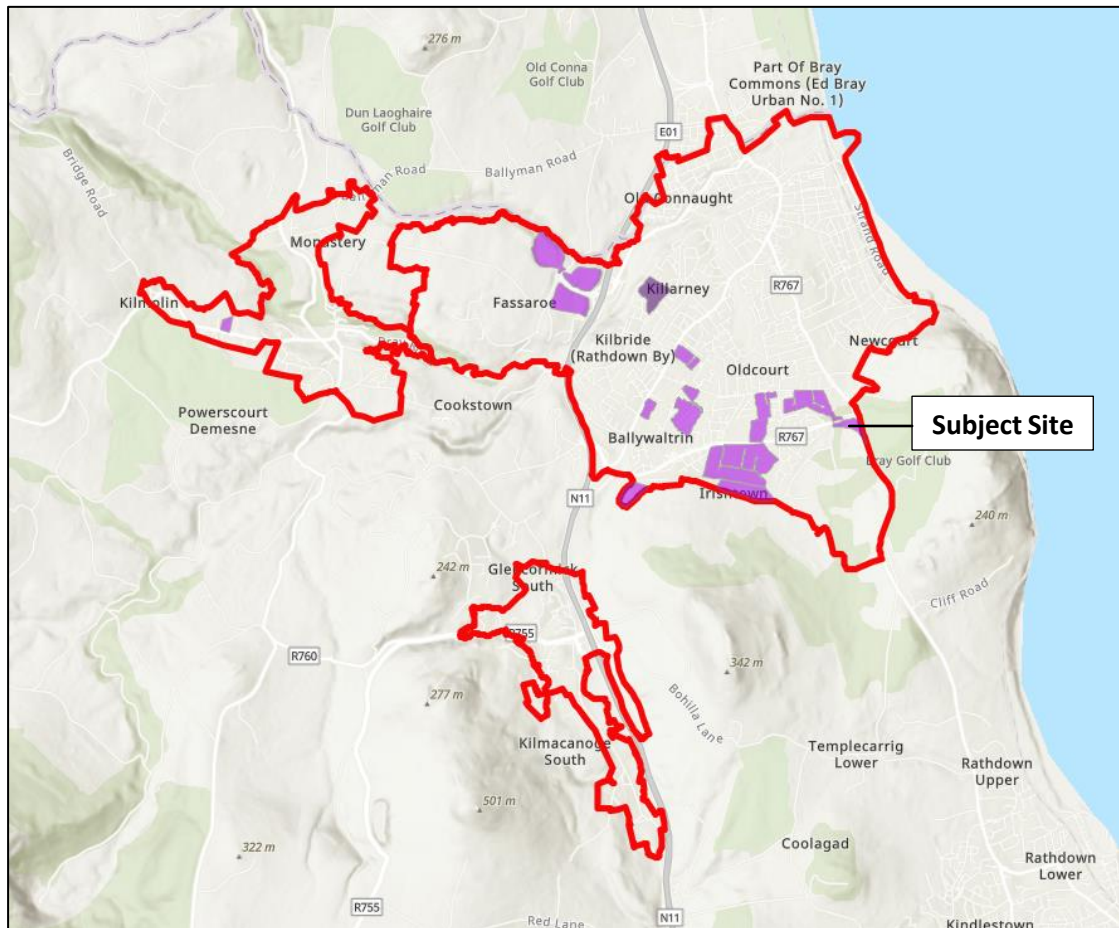 276 m
Old Conna
Golf Club
Part Of Bray
Commons (Ed Bray
Urban No. 1)
Dun Laoghaire
Golf Club
E01
Bridge Road
Ballyman Road
Road
Old Connaught
Strand Road
Monastery
Killarney
R767
Kilmolin
Fassaroe
Kilbride
(Rathdown By)
Newcourt
Oldcourt
Powerscourt
Demesne
Cookstown
Subject Site
Ballywaltrin
R767
Bray Golf Club
Irishtown
N11
240 m
242 m
Glencormick
South
Cliff Road
R755
R760
342 m
277 m
Bohilla Lane
Kilmacanoge
South
Templecarrig
Lower
Rathdown
Upper
501 m
322 m
Coolagad
Rathdown
Lower
R755
Red Lane
N11
Kindlestown